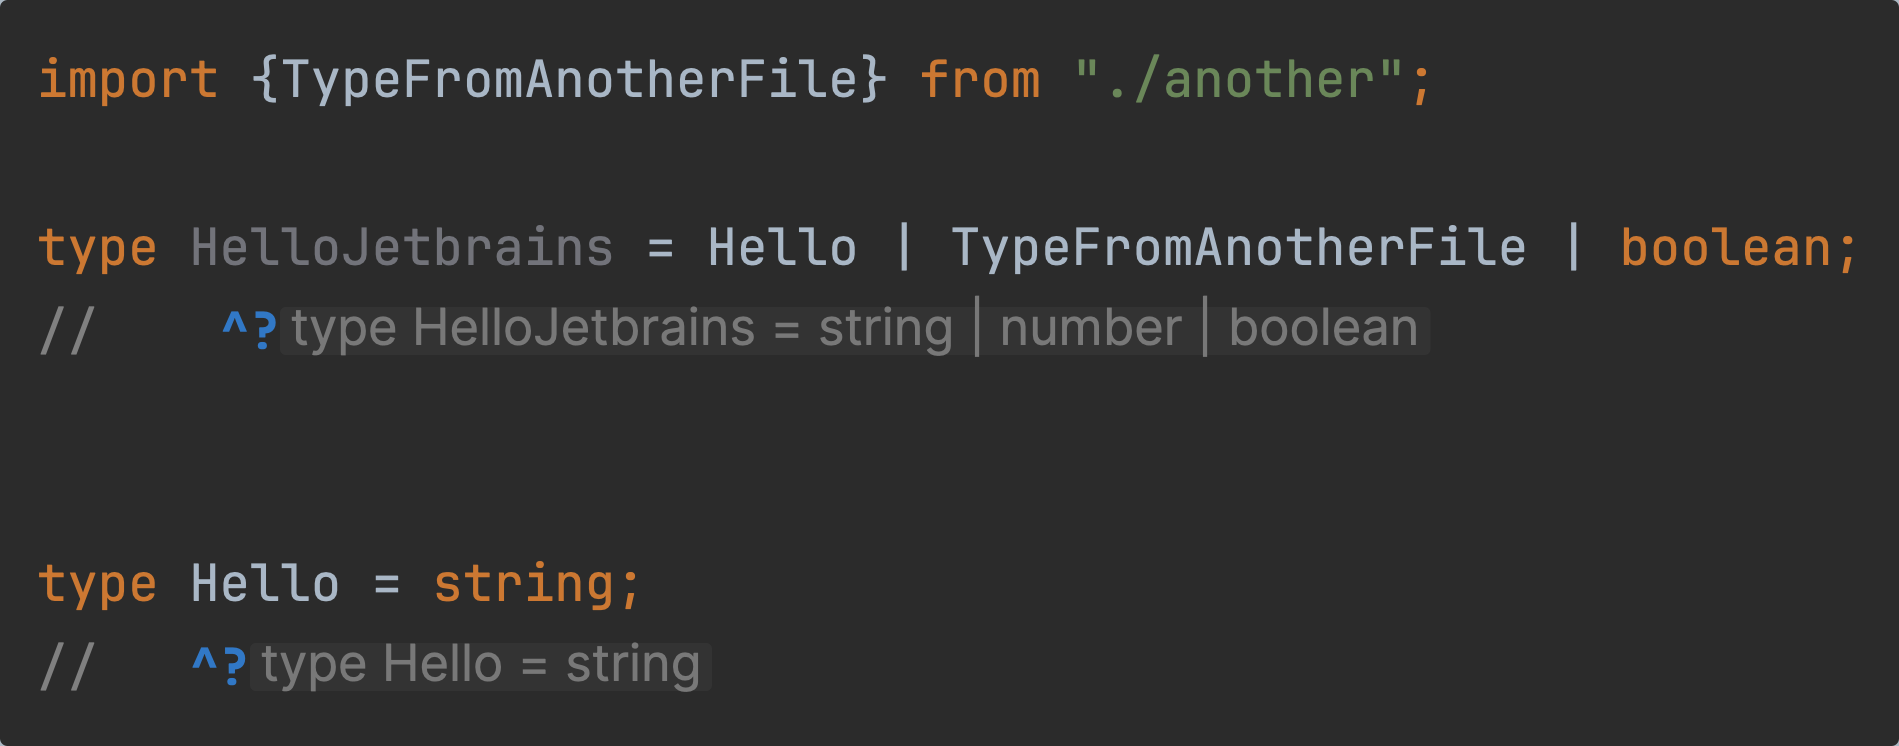 import {TypeFromAnotherFile} from "./another";
type HelloJetbrains = Hello | TypeFromAnotherFile | boolean;
//    ^? type HelloJetbrains = string | number | boolean
type Hello = string;
//   ^? type Hello = string